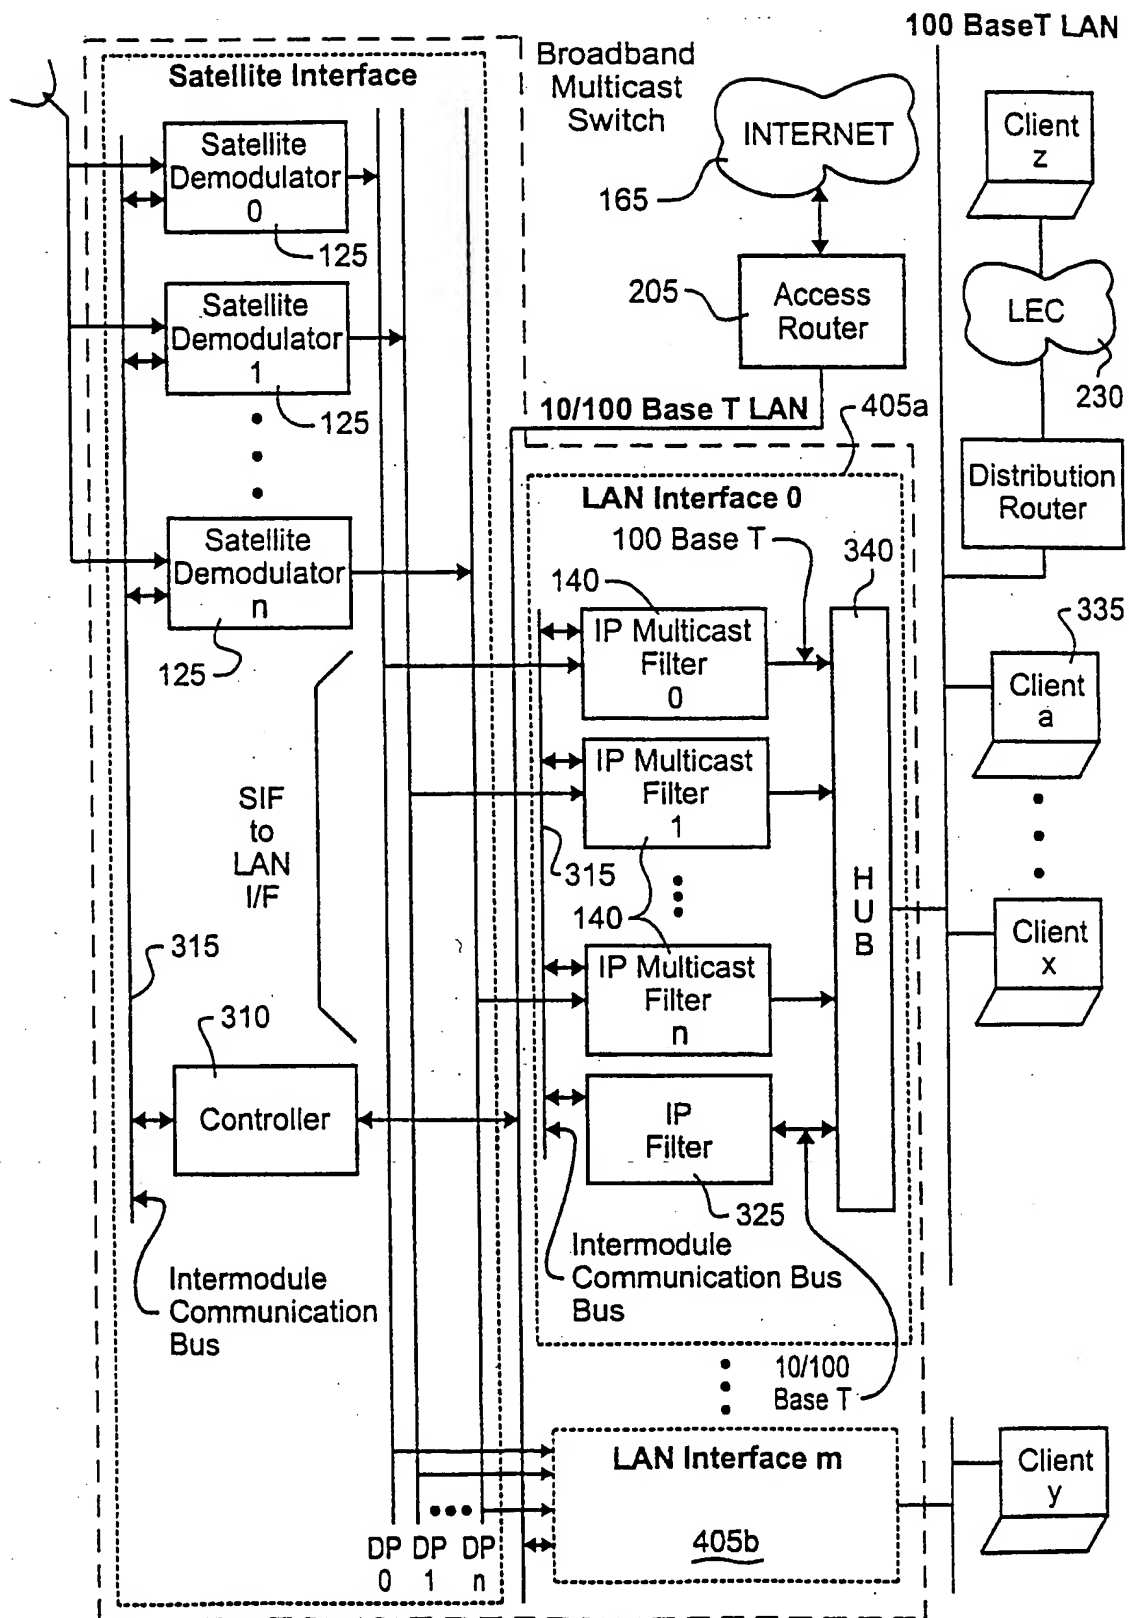 100 BaseT LAN
Satellite Interface
Broadband
Multicast
Switch
INTERNET
165
Client
z
Satellite
Demodulator
0
125
205
Access
Router
LEC
230
Satellite
Demodulator
1
125
10/100 Base T LAN
405a
Distribution
Router
LAN Interface 0
100 Base T
340
Satellite
Demodulator
n
125
140
IP Multicast
Filter
0
335
Client
a
IP Multicast
Filter
1
315
SIF
to
LAN
I/F
140
HUB
IP Multicast
Filter
n
Client
x
315
310
Controller
IP
Filter
325
Intermodule
Communication Bus
Bus
Intermodule
Communication
Bus
10/100
Base T
LAN Interface m
405b
Client
y
DP DP DP
0 1 n